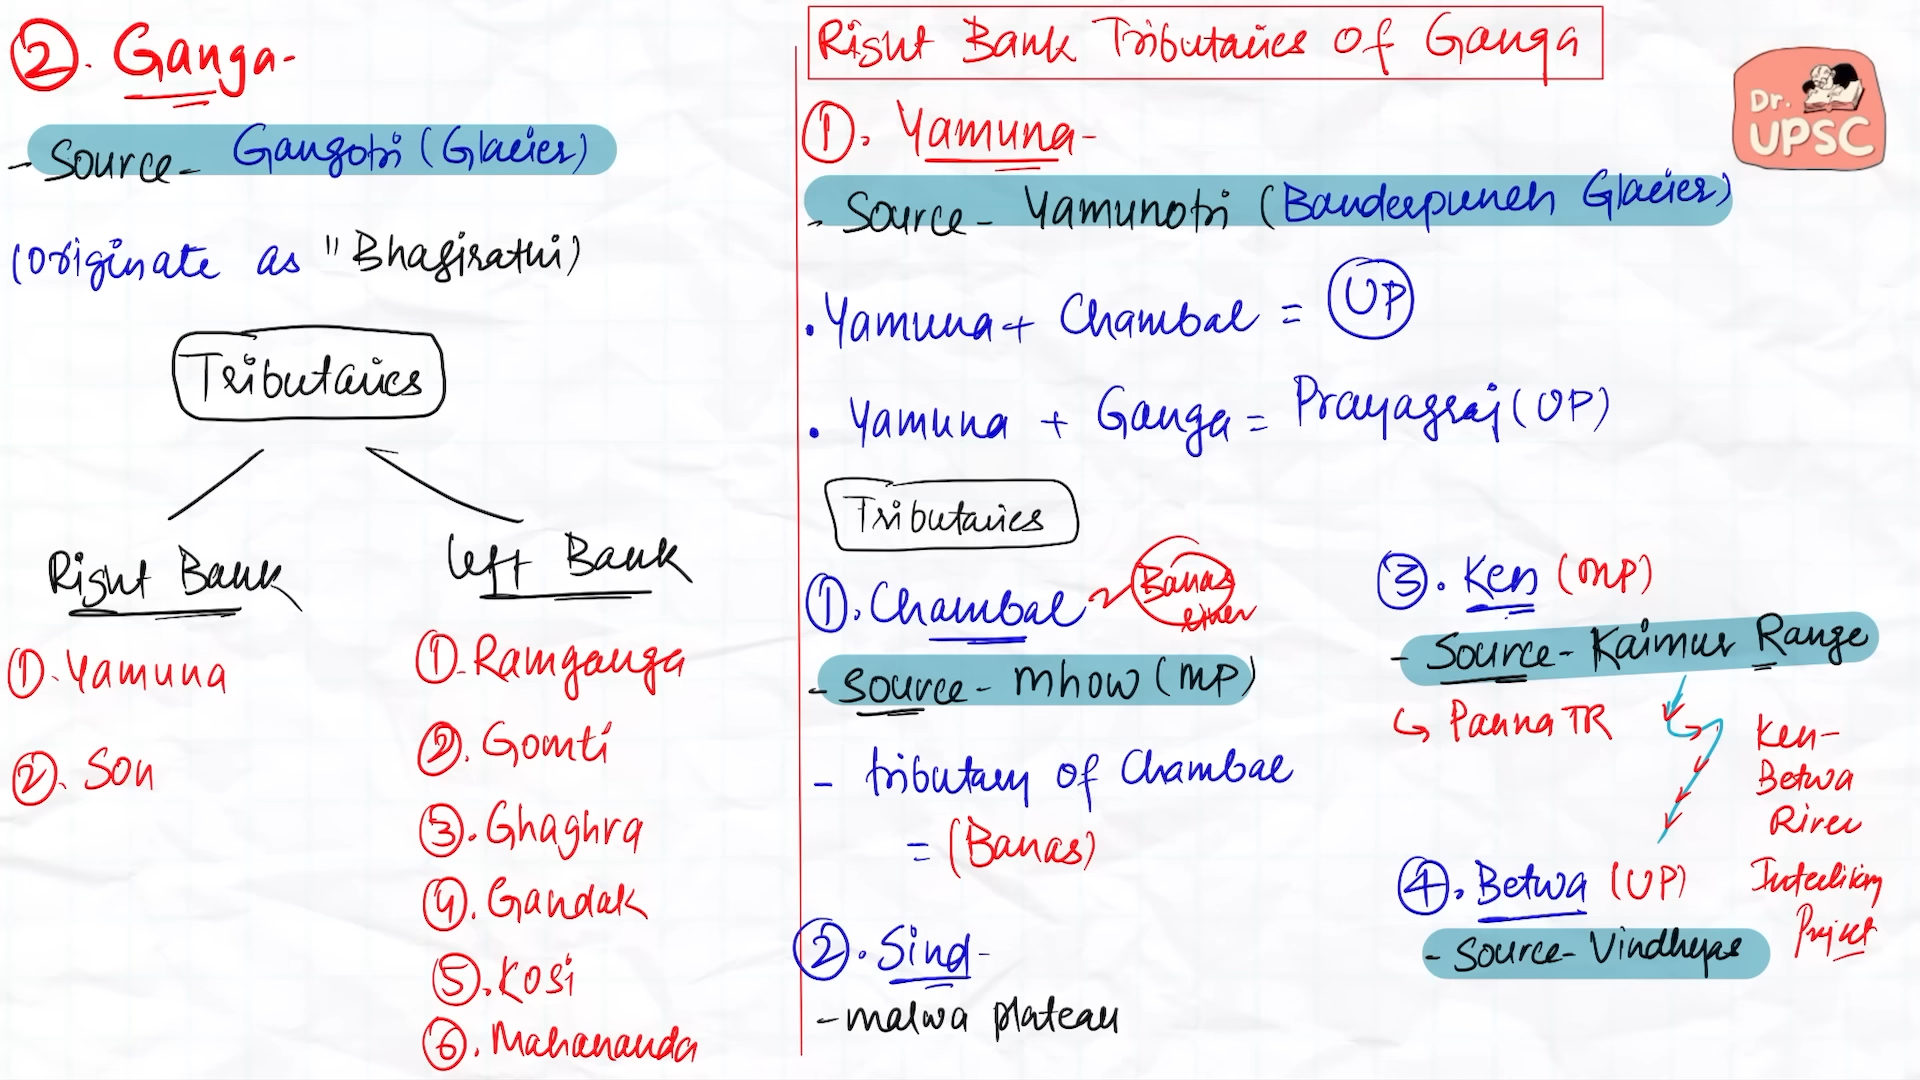 ②. Ganga-
- Source- Gangotri (Glacier)
(originate as "Bhagirathi)
Tributaries
Right Bank
①. Yamuna
②. Son
left Bank
①. Ramganga
②. Gomti
③. Ghaghra
④. Gandak
⑤. Kosi
⑥. Mahananda
Right Bank Tributaries Of Ganga
①. Yamuna-
- Source- Yamunotri (Banderpunch Glacier)
. Yamuna + Chambal = UP
. Yamuna + Ganga = Prayagraj (UP)
Tributaries
①. Chambal Banas
River
- Source- mhow (MP)
- tributary of Chambal
= (Banas)
②. Sind-
- malwa plateau
③. Ken (MP)
- Source- Kaimur Range
↪ Panna TR
Ken-
Betwa
River
Interlinking
Project
④. Betwa (UP)
- Source- Vindhyas
Dr.
UPSC